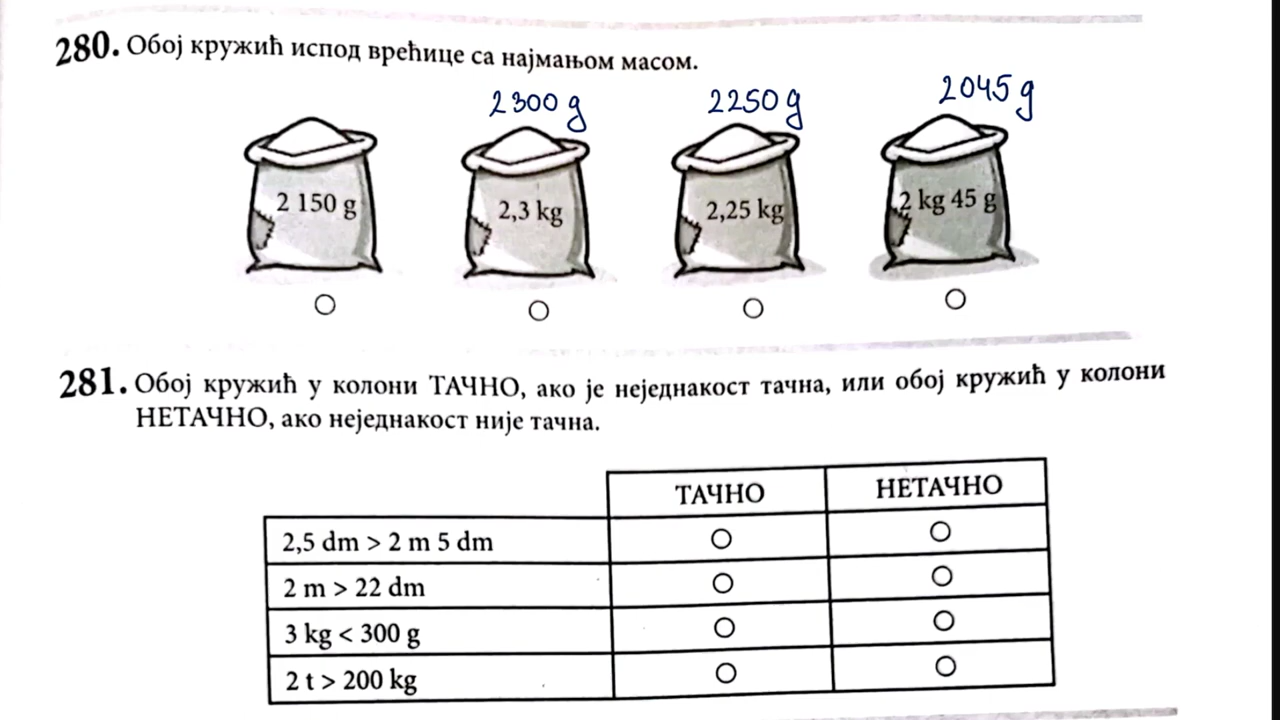 280. Обој кружић испод врећице са најмањом масом.
2300 g 2250 g 2045 g
2 150 g 2,3 kg 2,25 kg 2 kg 45 g
281. Обој кружић у колони ТАЧНО, ако је неједнакост тачна, или обој кружић у колони
НЕТАЧНО, ако неједнакост није тачна.
ТАЧНО НЕТАЧНО
2,5 dm > 2 m 5 dm
2 m > 22 dm
3 kg < 300 g
2 t > 200 kg